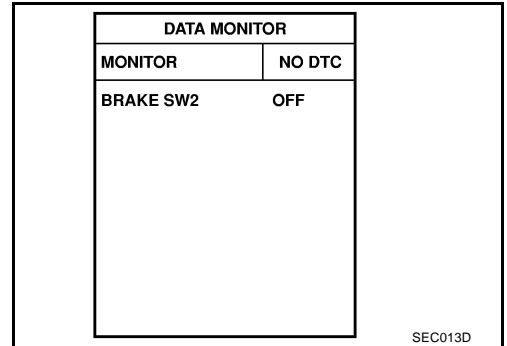 DATA MONITOR
MONITOR NO DTC
BRAKE SW2 OFF
SEC013D